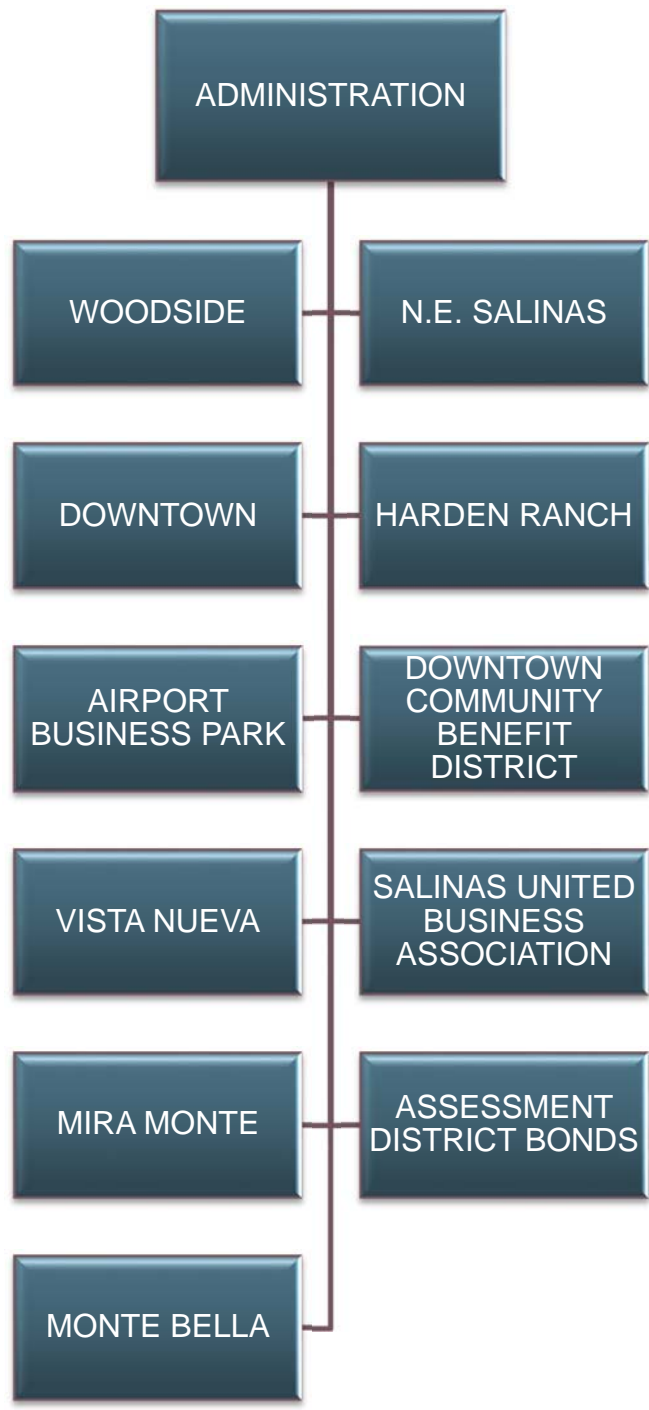 ADMINISTRATION
WOODSIDE
N.E. SALINAS
DOWNTOWN
HARDEN RANCH
AIRPORT
BUSINESS PARK
DOWNTOWN
COMMUNITY
BENEFIT
DISTRICT
VISTA NUEVA
SALINAS UNITED
BUSINESS
ASSOCIATION
MIRA MONTE
ASSESSMENT
DISTRICT BONDS
MONTE BELLA